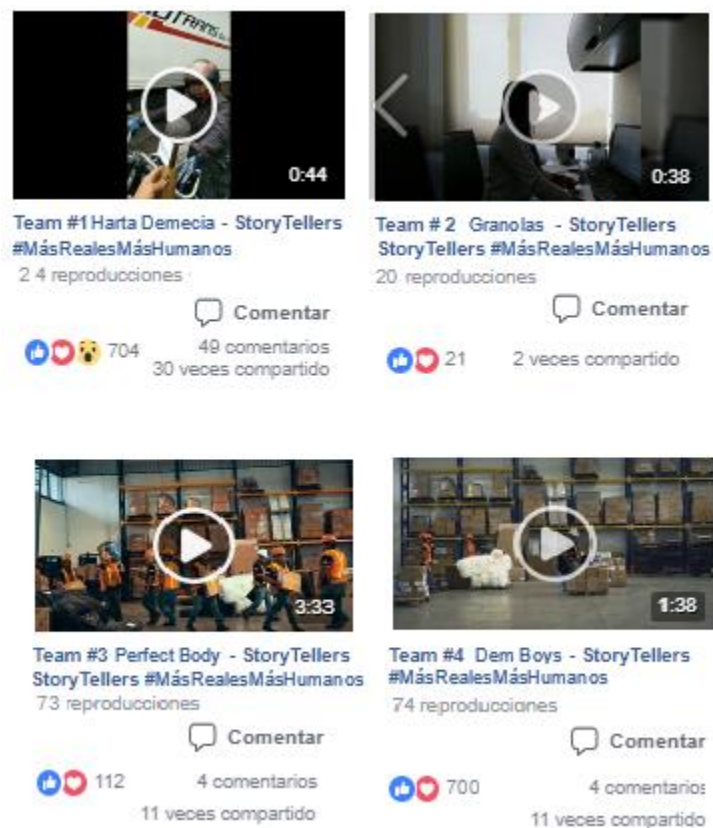 TRANS
0:44
Team #1 Harta Demecia - StoryTellers
#MásRealesMásHumanos
2 4 reproducciones
Comentar
704
49 comentarios
30 veces compartido
0:38
Team # 2 Granolas - StoryTellers
StoryTellers #MásRealesMásHumanos
20 reproducciones
Comentar
21
2 veces compartido
3:33
Team #3 Perfect Body - StoryTellers
StoryTellers #MásRealesMásHumanos
73 reproducciones
Comentar
112
4 comentarios
11 veces compartido
1:38
Team #4 Dem Boys - StoryTellers
#MásRealesMásHumanos
74 reproducciones
Comentar
700
4 comentarios
11 veces compartido